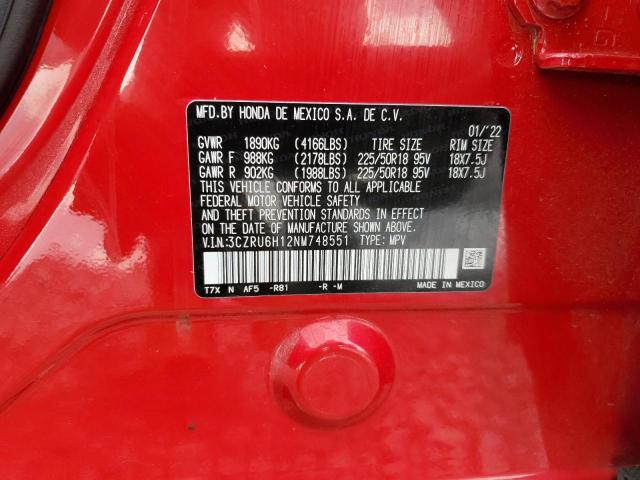 MFD.BY HONDA DE MEXICO S.A. DE C.V.
01/'22
GVWR 1890KG (4166LBS) TIRE SIZE RIM SIZE
GAWR F 988KG (2178LBS) 225/50R18 95V 18X7.5J
GAWR R 902KG (1988LBS) 225/50R18 95V 18X7.5J
THIS VEHICLE CONFORMS TO ALL APPLICABLE
FEDERAL MOTOR VEHICLE SAFETY AND
THEFT PREVENTION STANDARDS IN EFFECT
ON THE DATE OF MANUFACTURE SHOWN ABOVE.
V.I.N:3CZRU6H12NM748551 TYPE: MPV
T7X N AF5 -R81 -R -M MADE IN MEXICO